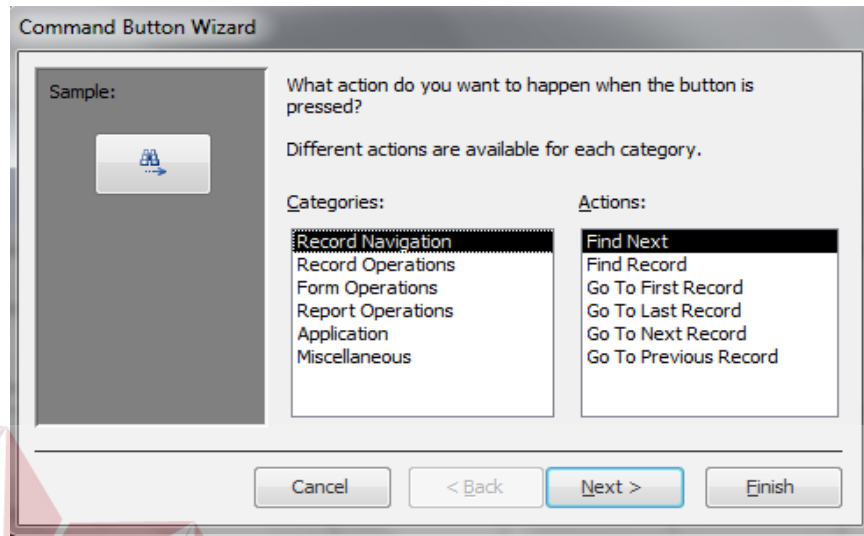 Command Button Wizard
Sample:
What action do you want to happen when the button is
pressed?
Different actions are available for each category.
Categories:
Record Navigation
Record Operations
Form Operations
Report Operations
Application
Miscellaneous
Actions:
Find Next
Find Record
Go To First Record
Go To Last Record
Go To Next Record
Go To Previous Record
Cancel
< Back
Next >
Finish